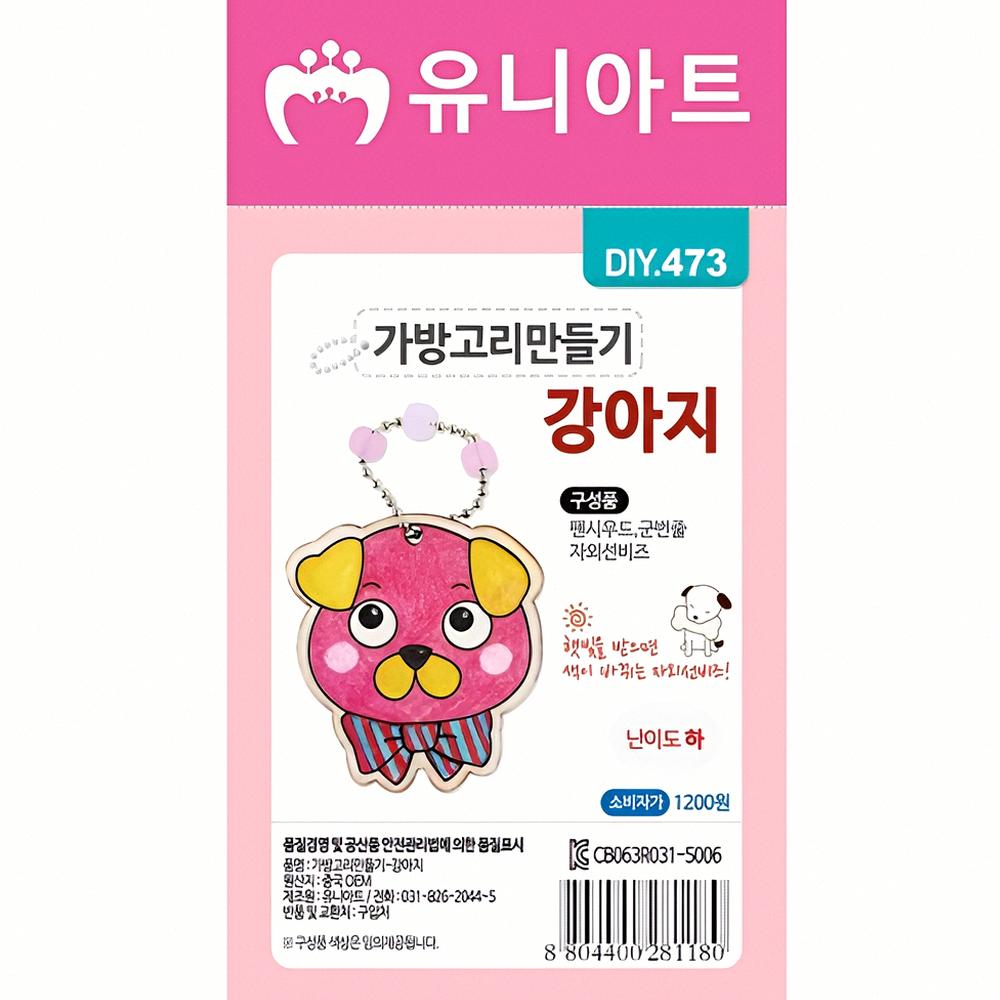 유니아트
DIY.473
가방고리만들기
강아지
구성품
팬시우드, 군번줄
자외선비즈
햇빛을 받으면
색이 바뀌는 자외선비즈!
난이도 하
소비자가 1200원
품질경영 및 공산품 안전관리법에 의한 품질표시
품명 : 가방고리만들기-강아지
원산지 : 중국 OEM
제조원 : 유니아트 / 전화 : 031-826-2044~5
반품 및 교환처 : 구입처
※ 구성품 색상은 임의제공됩니다.
CB063R031-5006
8 804400 281180